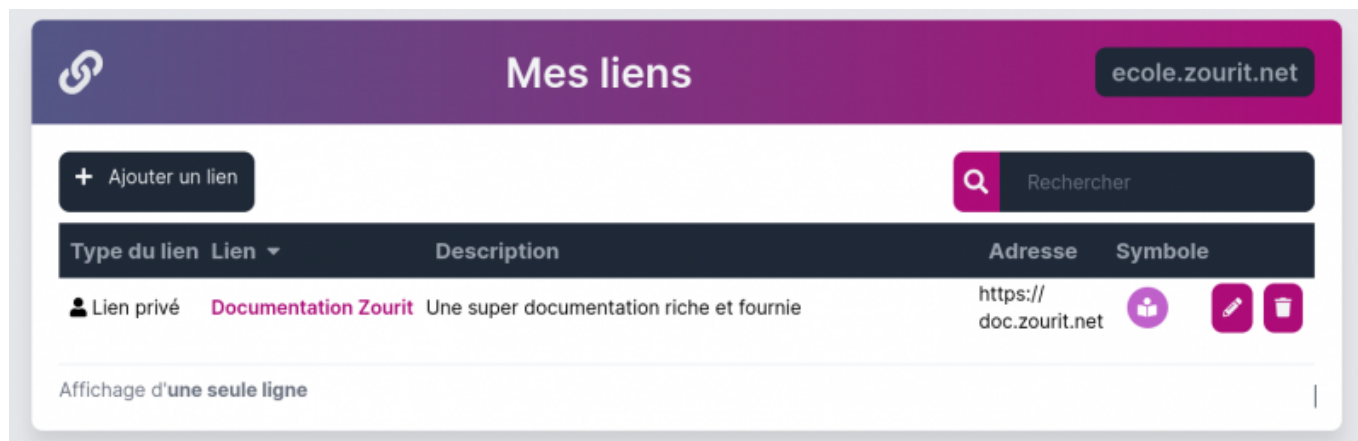 Mes liens
ecole.zourit.net
Ajouter un lien
Rechercher
Type du lien Lien Description Adresse Symbole
Lien privé Documentation Zourit Une super documentation riche et fournie https://
doc.zourit.net
Affichage d'une seule ligne